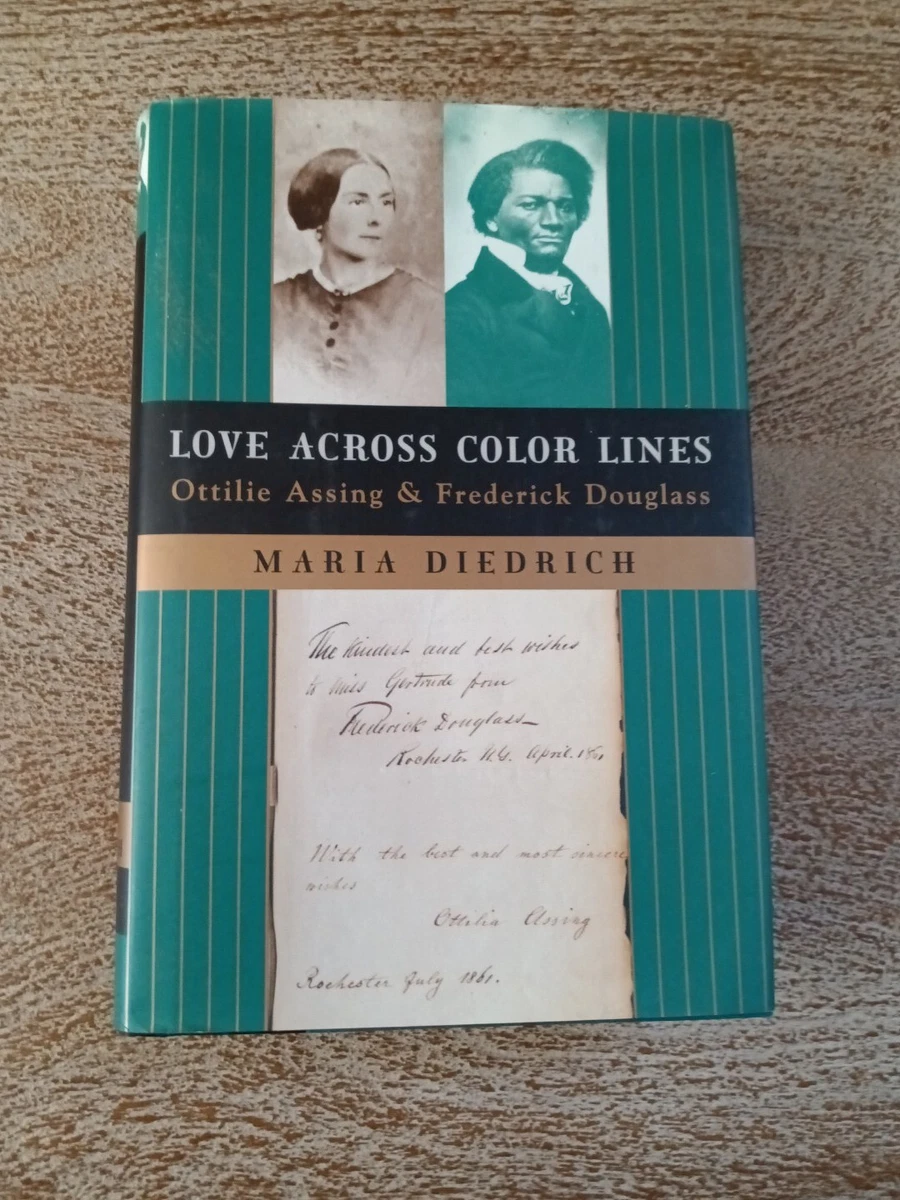 LOVE ACROSS COLOR LINES
Ottilie Assing & Frederick Douglass
MARIA DIEDRICH
The kindest and best wishes
to Miss Gertrude from
Frederick Douglass
Rochester N.Y. April. 1861
With the best and most sincere
wishes
Ottilia Assing
Rochester July 1861.